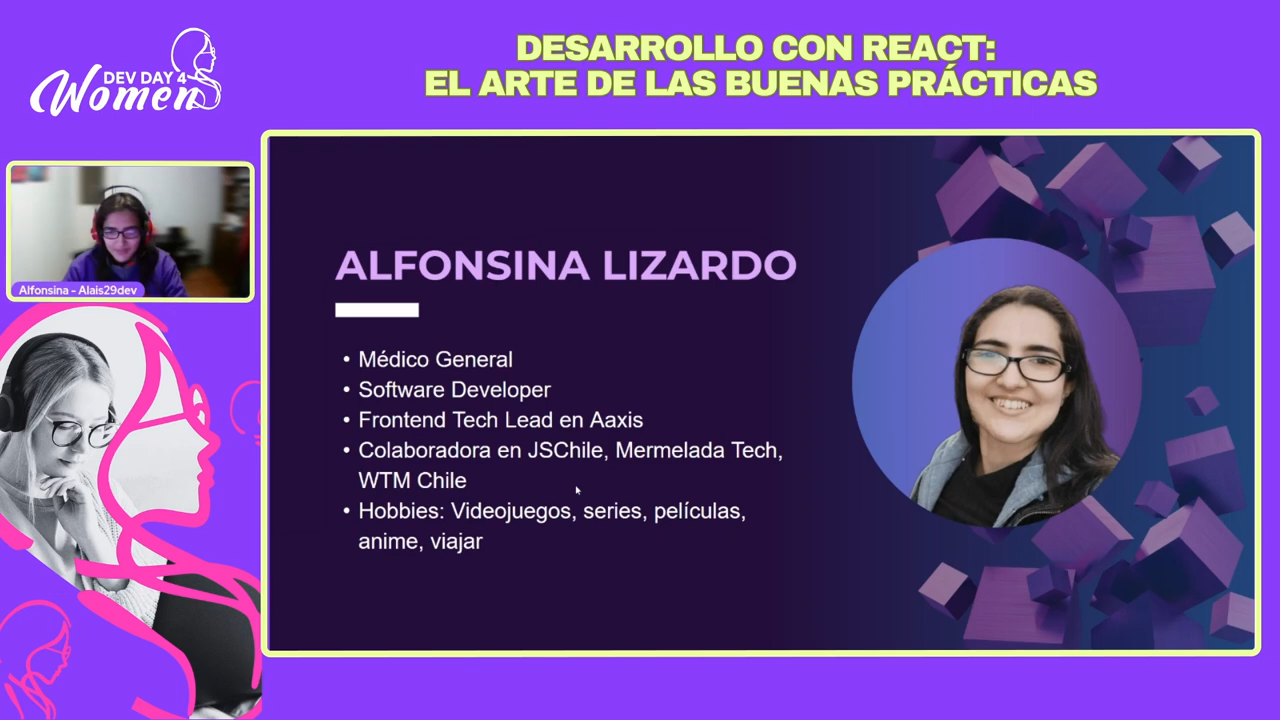 DEV DAY 4
Women
DESARROLLO CON REACT:
EL ARTE DE LAS BUENAS PRÁCTICAS
Alfonsina - Alais29dev
ALFONSINA LIZARDO
• Médico General
• Software Developer
• Frontend Tech Lead en Aaxis
• Colaboradora en JSChile, Mermelada Tech,
WTM Chile
• Hobbies: Videojuegos, series, películas,
anime, viajar